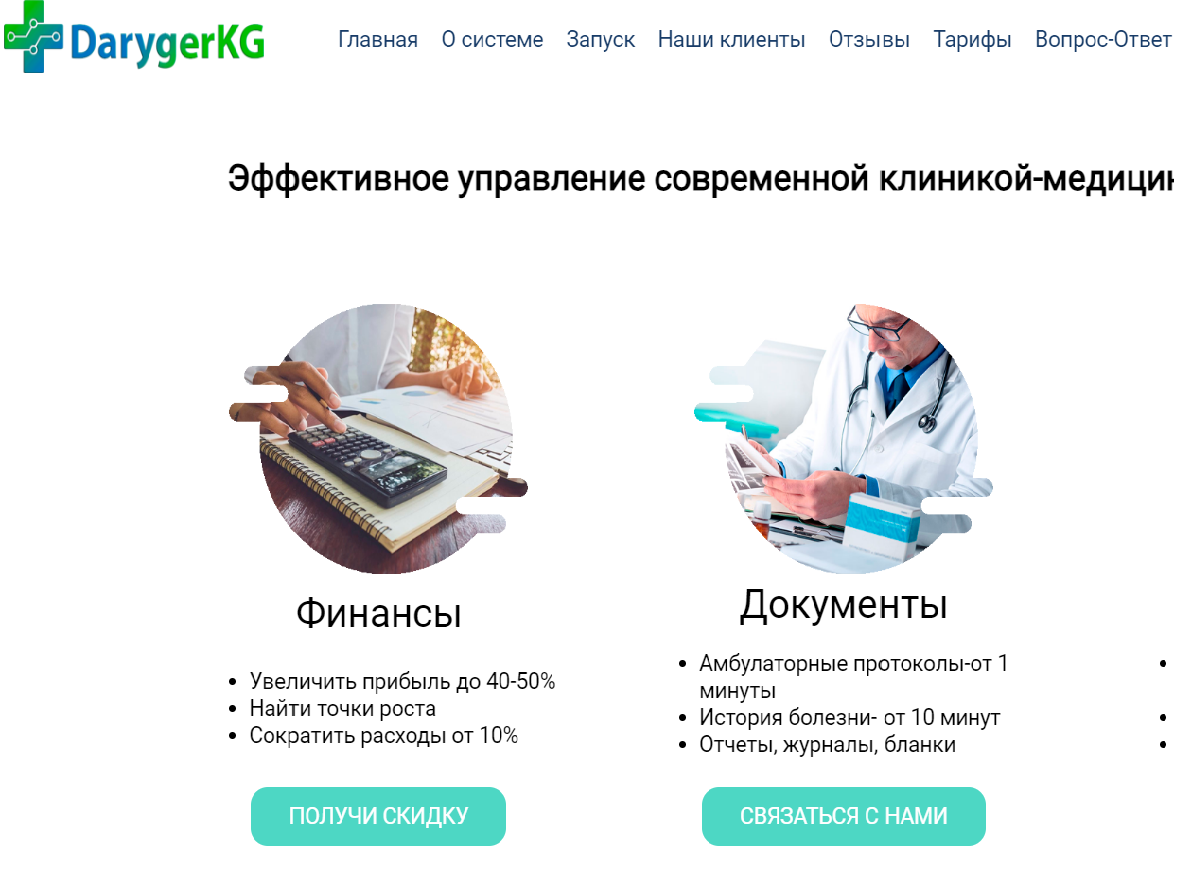 DarygerKG
Главная О системе Запуск Наши клиенты Отзывы Тарифы Вопрос-Ответ
Эффективное управление современной клиникой-медицин
Финансы
• Увеличить прибыль до 40-50%
• Найти точки роста
• Сократить расходы от 10%
ПОЛУЧИ СКИДКУ
Документы
• Амбулаторные протоколы-от 1
минуты
• История болезни- от 10 минут
• Отчеты, журналы, бланки
СВЯЗАТЬСЯ С НАМИ